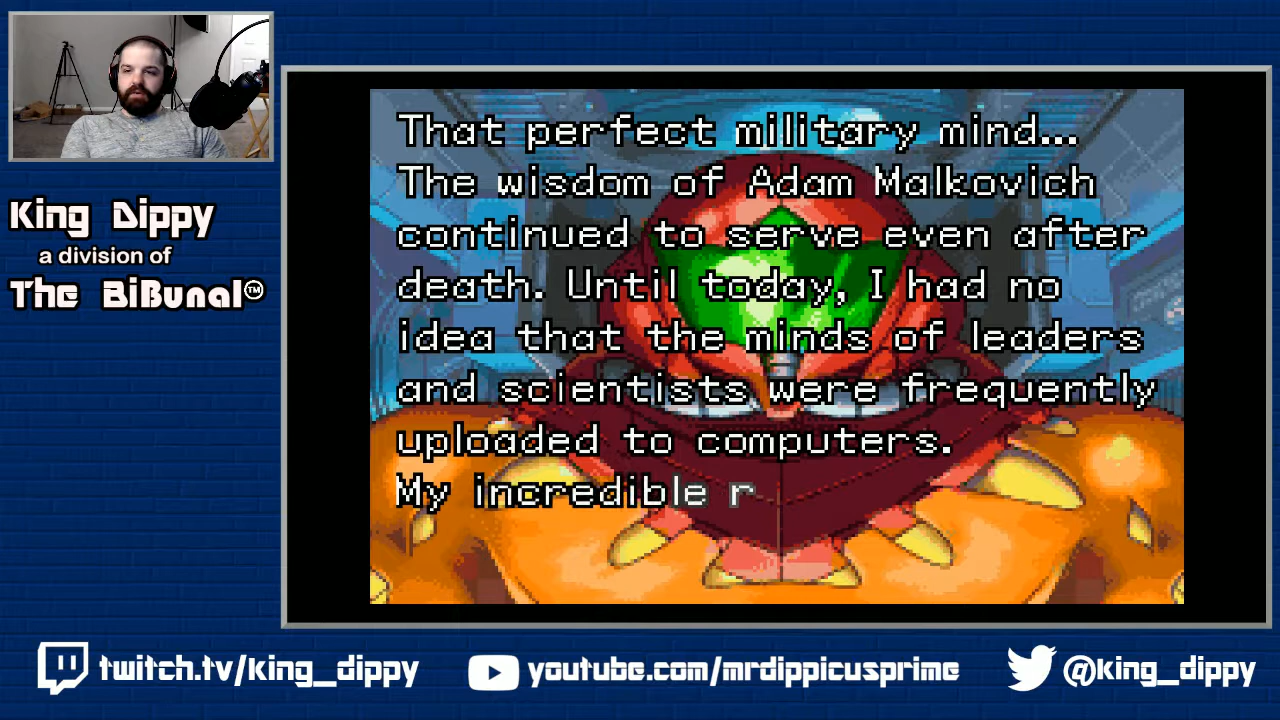 King Dippy
a division of
The BiBunal™
That perfect military mind...
The wisdom of Adam Malkovich
continued to serve even after
death. Until today, I had no
idea that the minds of leaders
and scientists were frequently
uploaded to computers.
My incredible r
twitch.tv/king_dippy
youtube.com/mrdippicusprime
@king_dippy